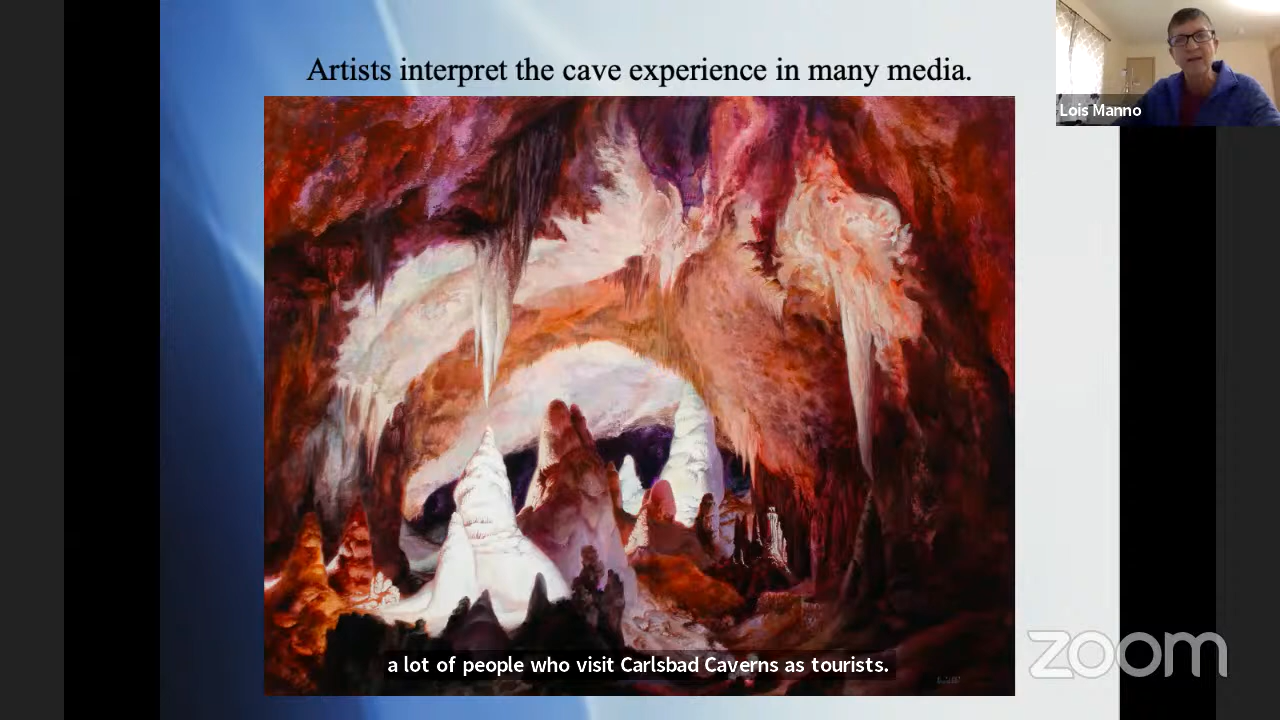 Artists interpret the cave experience in many media.
Lois Manno
a lot of people who visit Carlsbad Caverns as tourists.
zoom